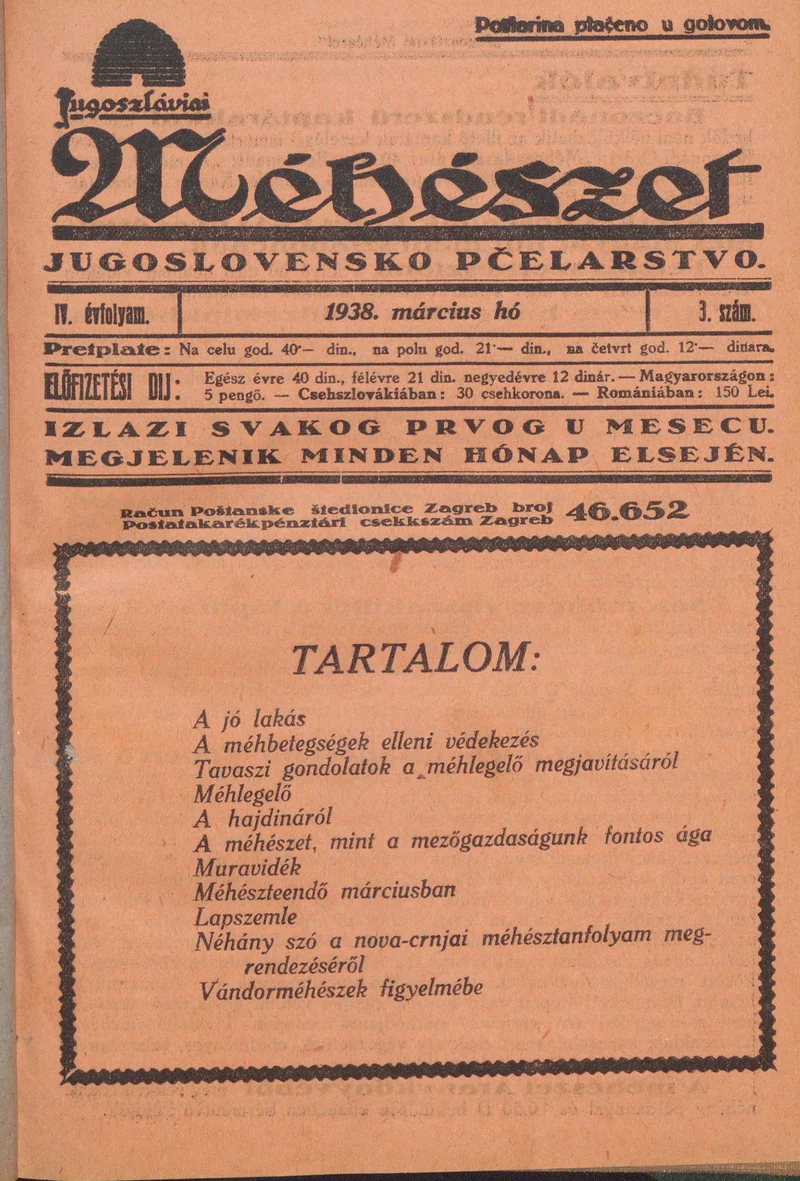 Poštarina plaćeno u gotovom.
Jugoszláviai
Méhészet
JUGOSLOVENSKO PČELARSTVO.
IV. évfolyam.
1938. március hó
3. szám.
Pretplate: Na celu god. 40·— din., na polu god. 21·— din., na četvrt god. 12·— dinara.
ELŐFIZETÉSI DIJ:
Egész évre 40 din., félévre 21 din. negyedévre 12 dinár. — Magyarországon:
5 pengő. — Csehszlovákiában: 30 csehkorona. — Romániában: 150 Lei.
IZLAZI SVAKOG PRVOG U MESECU.
MEGJELENIK MINDEN HÓNAP ELSEJÉN.
Račun Poštanske štedionice Zagreb broj
Postatakarékpénztári csekkszám Zagreb
46.652
TARTALOM:
A jó lakás
A méhbetegségek elleni védekezés
Tavaszi gondolatok a méhlegelő megjavításáról
Méhlegelő
A hajdináról
A méhészet, mint a mezőgazdaságunk fontos ága
Muravidék
Méhészteendő márciusban
Lapszemle
Néhány szó a nova-crnjai méhésztanfolyam meg-
rendezéséről
Vándorméhészek figyelmébe